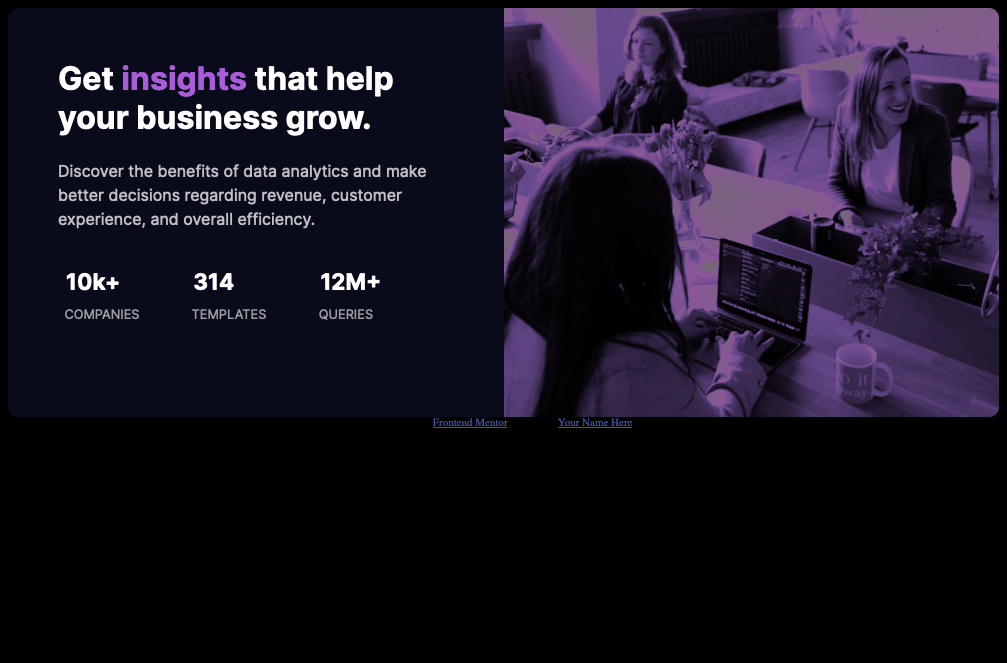 Get insights that help
your business grow.
Discover the benefits of data analytics and make
better decisions regarding revenue, customer
experience, and overall efficiency.
10k+ 314 12M+
COMPANIES TEMPLATES QUERIES
Frontend Mentor Your Name Here